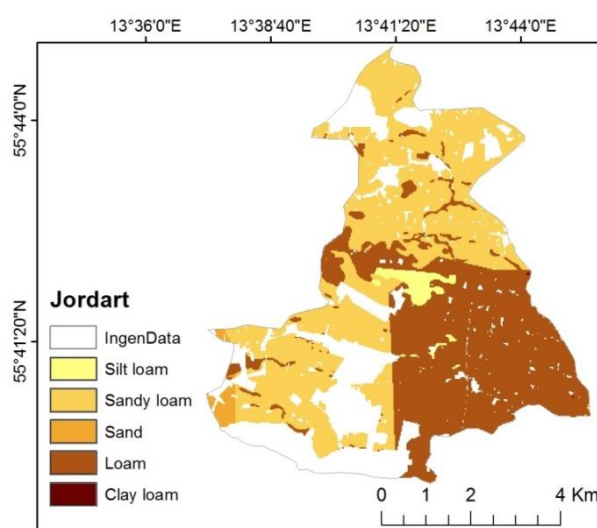 13°36'0"E 13°38'40"E 13°41'20"E 13°44'0"E
55°44'0"N
55°41'20"N
Jordart
IngenData
Silt loam
Sandy loam
Sand
Loam
Clay loam
0 1 2 4 Km